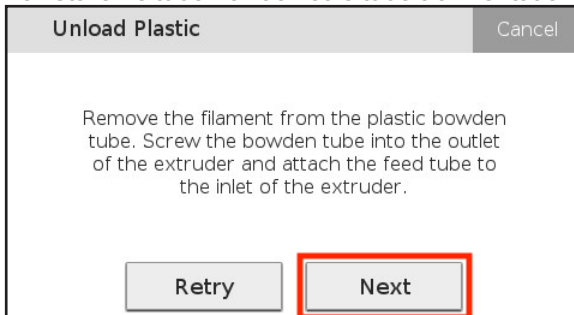 Unload Plastic
Cancel
Remove the filament from the plastic bowden
tube. Screw the bowden tube into the outlet
of the extruder and attach the feed tube to
the inlet of the extruder.
Retry
Next